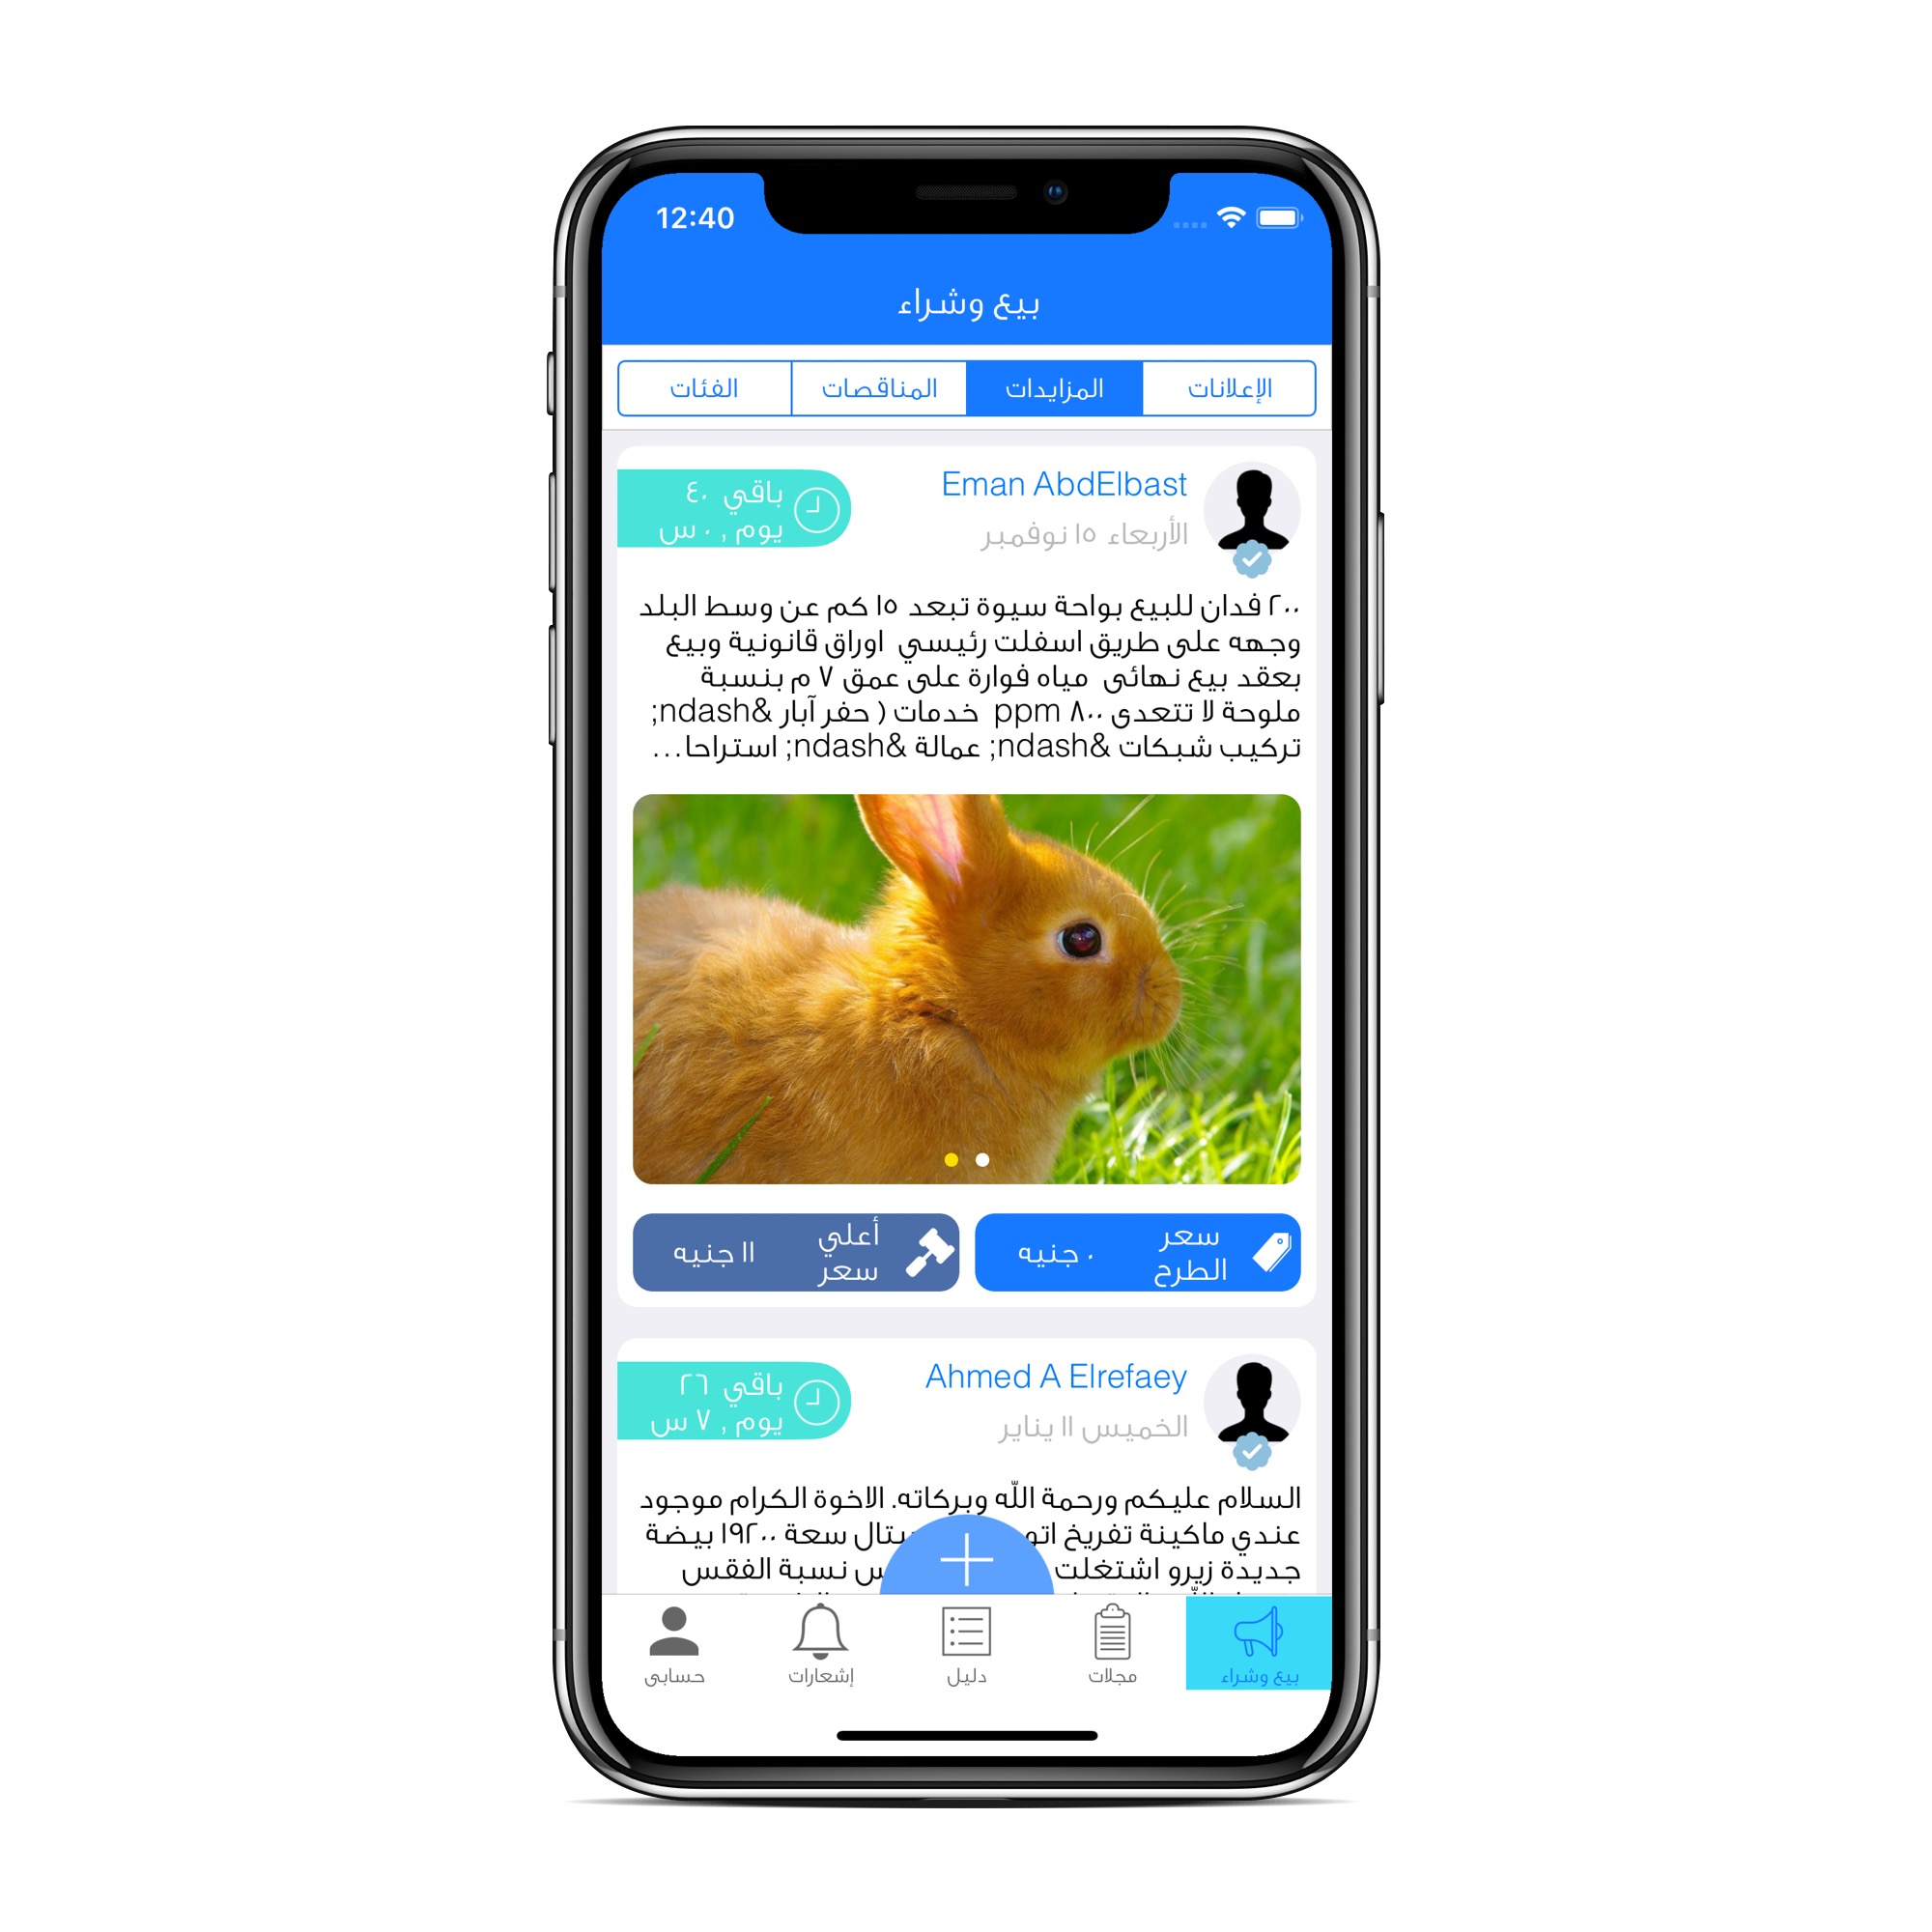 12:40
بيع وشراء
الإعلانات
المزايدات
المناقصات
الفئات
Eman AbdElbast
الأربعاء ١٥ نوفمبر
باقي ٤٠
يوم , ٠ س
٢٠٠ فدان للبيع بواحة سيوة تبعد ١٥ كم عن وسط البلد
وجهه على طريق اسفلت رئيسي اوراق قانونية وبيع
بعقد بيع نهائى مياه فوارة على عمق ٧ م بنسبة
ملوحة لا تتعدى ٨٠٠ ppm خدمات ( حفر آبار &ndash;
تركيب شبكات &ndash; عمالة &ndash; استراحا...
سعر
الطرح
٠ جنيه
أعلي
سعر
١١ جنيه
Ahmed A Elrefaey
الخميس ١١ يناير
باقي ٢٦
يوم , ٧ س
السلام عليكم ورحمة الله وبركاته. الاخوة الكرام موجود
عندي ماكينة تفريخ سعة ١٩٢٠٠ بيضة
جديدة زيرو اشتغلت نسبة الفقس
بيع وشراء
مجلات
دليل
إشعارات
حسابى